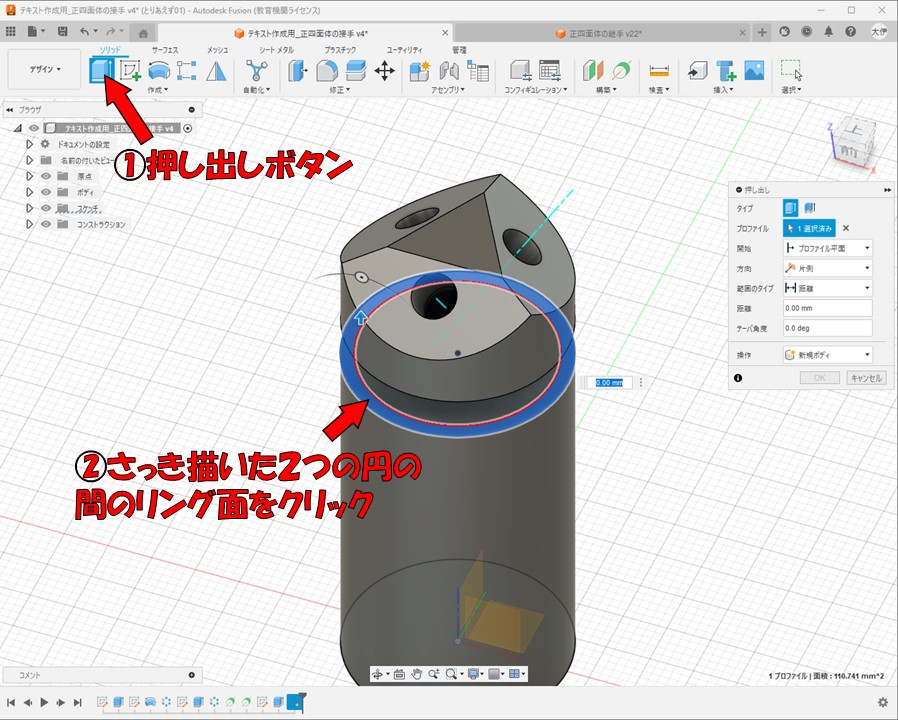 テキスト作成用_正四面体の接手 v4* (とりあえず01) - Autodesk Fusion (教育機関ライセンス)
テキスト作成用_正四面体の接手 v4*
正四面体の継手 v22*
大伊
ソリッド
サーフェス
メッシュ
シート メタル
プラスチック
ユーティリティ
管理
デザイン
作成
自動化
修正
アセンブリ
コンフィギュレーション
構築
検査
挿入
選択
ブラウザ
テキスト作成用_正四面体の接手 v4
ドキュメントの設定
名前の付いたビュー
原点
ボディ
スケッチ
コンストラクション
①押し出しボタン
②さっき描いた2つの円の
間のリング面をクリック
上
前
Z
X
押し出し
タイプ
プロファイル
1 選択済み
開始
プロファイル平面
方向
片側
範囲のタイプ
距離
距離
0.00 mm
テーパ角度
0.0 deg
操作
新規ボディ
OK
キャンセル
0.00 mm
コメント
1 プロファイル | 面積 : 110.741 mm^2